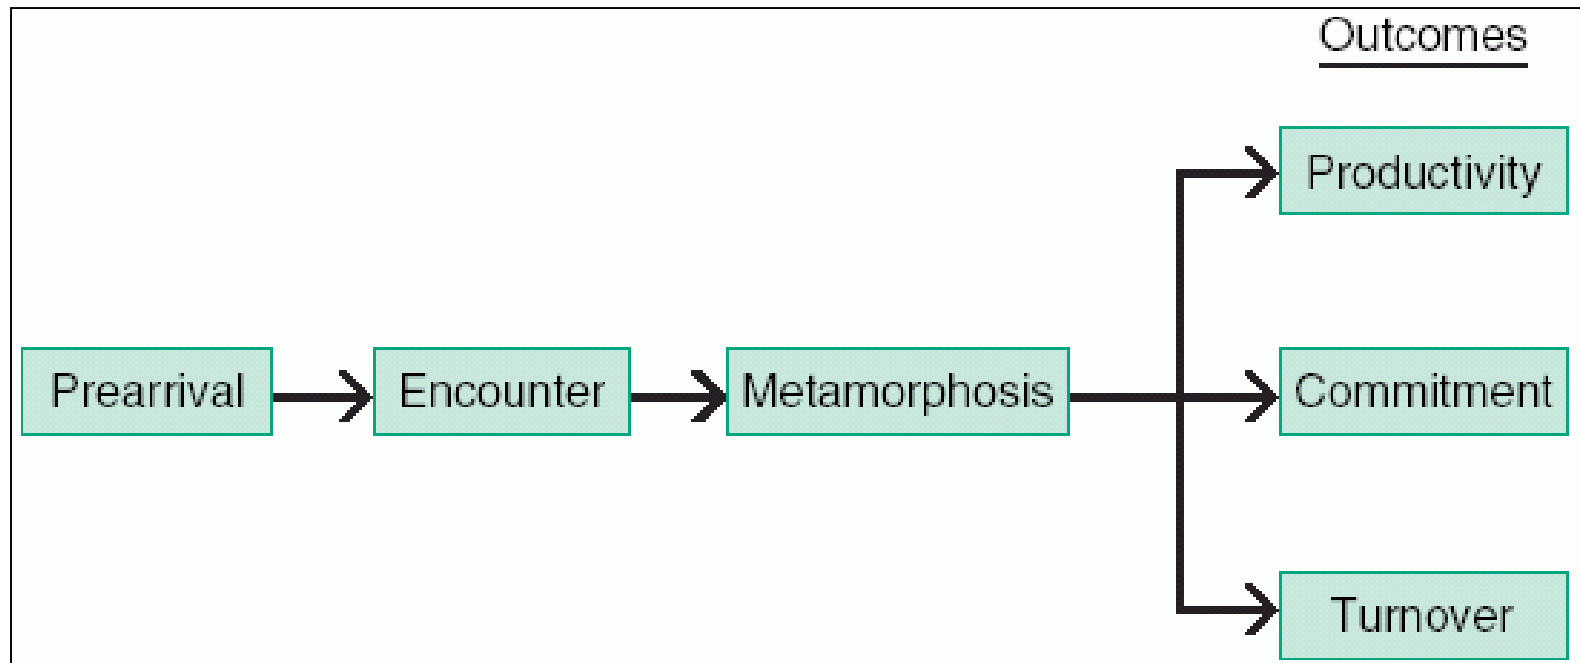 Outcomes
Productivity
Prearrival
Encounter
Metamorphosis
Commitment
Turnover